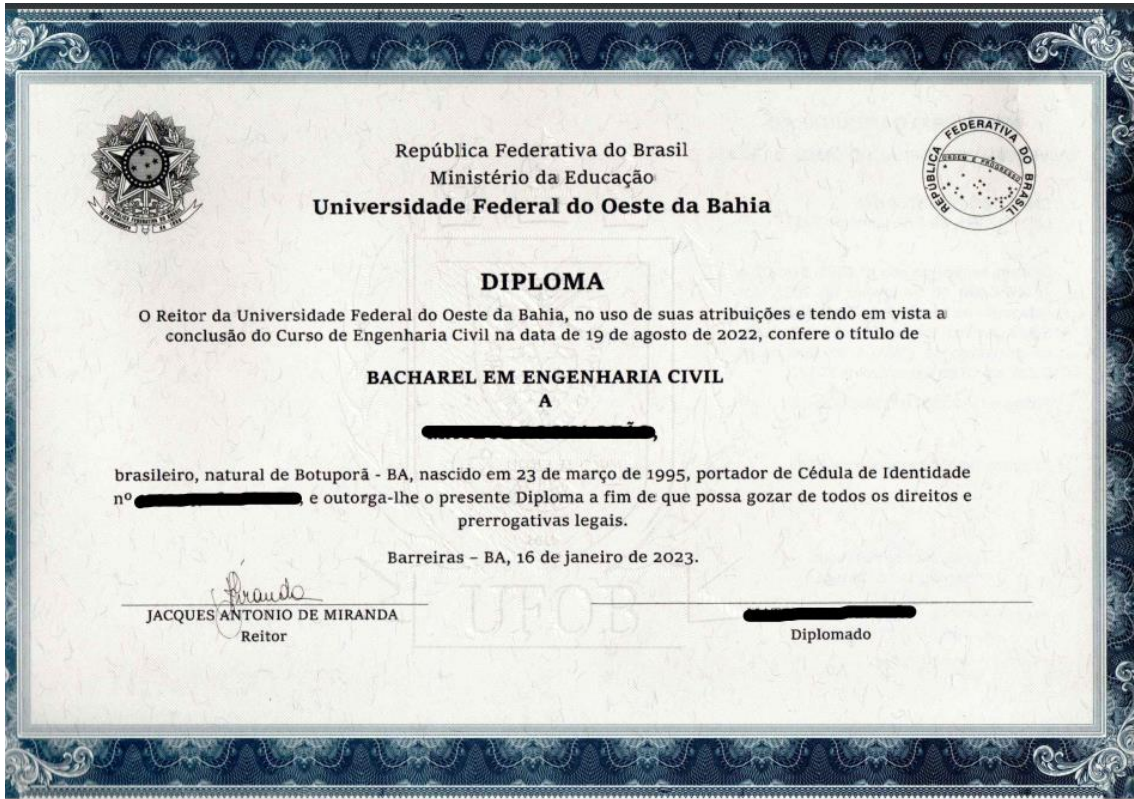 República Federativa do Brasil
Ministério da Educação
Universidade Federal do Oeste da Bahia
REPÚBLICA FEDERATIVA DO BRASIL
ORDEM E PROGRESSO
DIPLOMA
O Reitor da Universidade Federal do Oeste da Bahia, no uso de suas atribuições e tendo em vista a
conclusão do Curso de Engenharia Civil na data de 19 de agosto de 2022, confere o título de
BACHAREL EM ENGENHARIA CIVIL
A
,
brasileiro, natural de Botuporã - BA, nascido em 23 de março de 1995, portador de Cédula de Identidade
nº , e outorga-lhe o presente Diploma a fim de que possa gozar de todos os direitos e
prerrogativas legais.
Barreiras – BA, 16 de janeiro de 2023.
Miranda
JACQUES ANTONIO DE MIRANDA
Reitor
Diplomado
UFOB